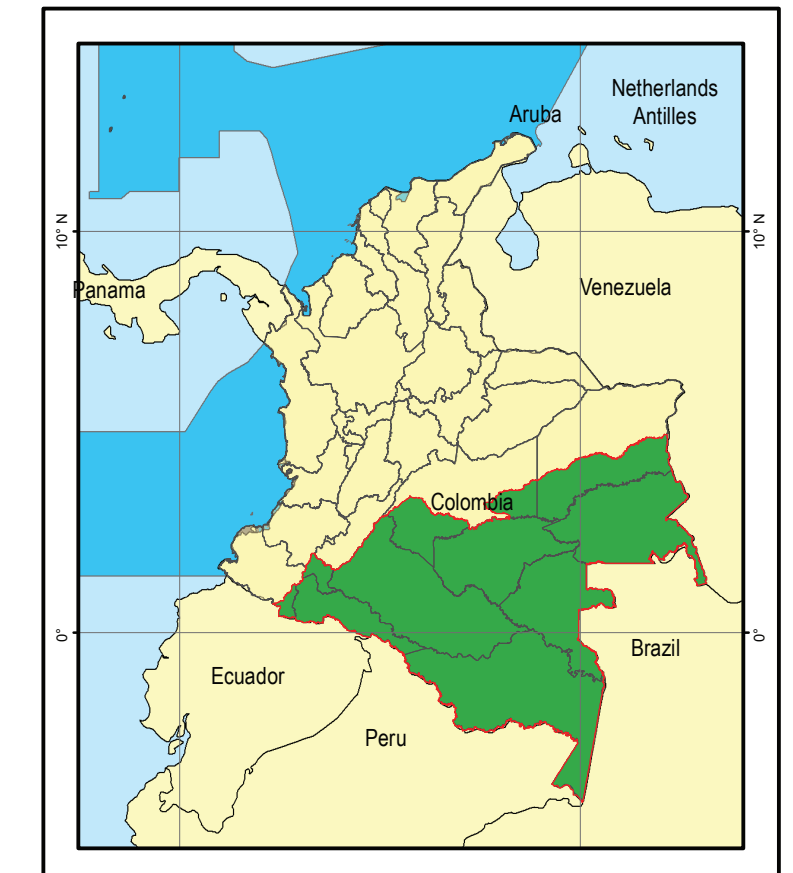 Netherlands
Antilles
Aruba
10° N
10° N
Panama
Venezuela
Colombia
0°
0°
Brazil
Ecuador
Peru